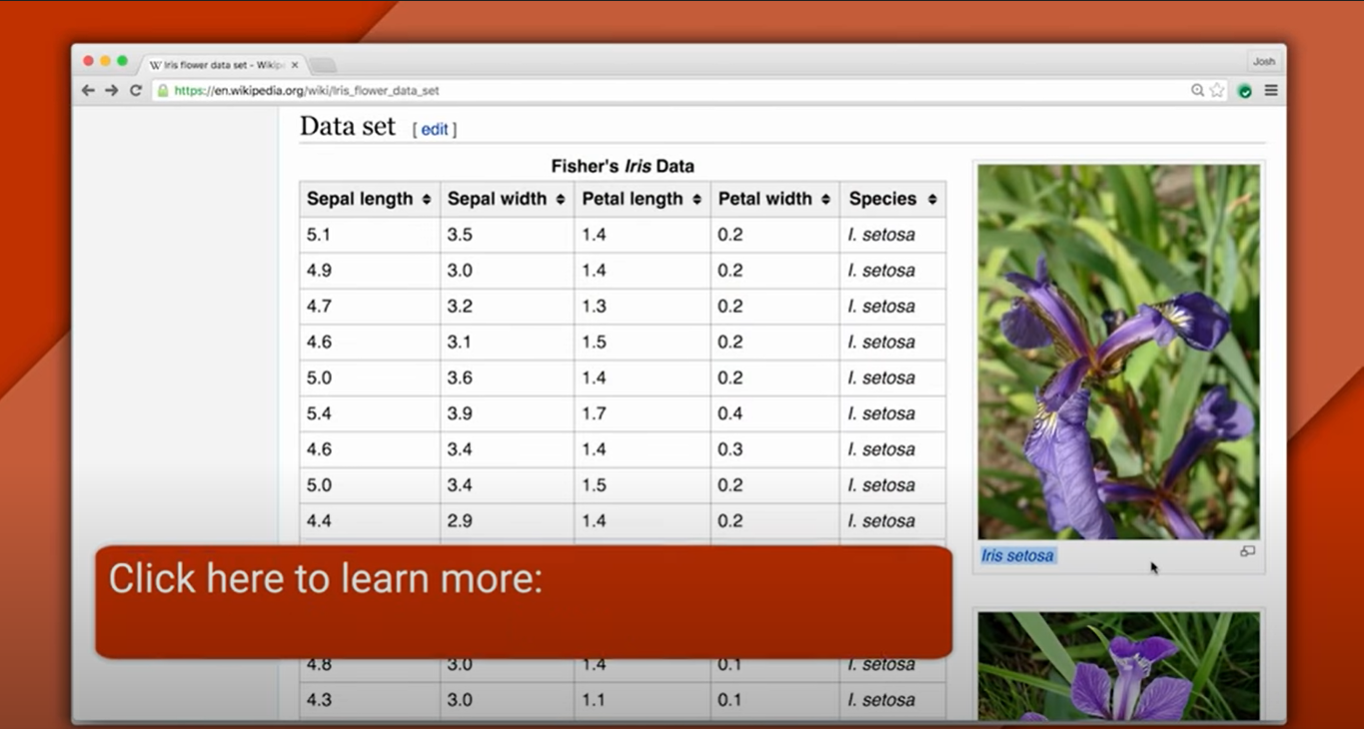 Iris flower data set - Wikip
Josh
https://en.wikipedia.org/wiki/Iris_flower_data_set
Data set [ edit ]
Fisher's Iris Data
Sepal length Sepal width Petal length Petal width Species
5.1 3.5 1.4 0.2 I. setosa
4.9 3.0 1.4 0.2 I. setosa
4.7 3.2 1.3 0.2 I. setosa
4.6 3.1 1.5 0.2 I. setosa
5.0 3.6 1.4 0.2 I. setosa
5.4 3.9 1.7 0.4 I. setosa
4.6 3.4 1.4 0.3 I. setosa
5.0 3.4 1.5 0.2 I. setosa
4.4 2.9 1.4 0.2 I. setosa
Iris setosa
Click here to learn more:
4.8 3.0 1.4 0.1 I. setosa
4.3 3.0 1.1 0.1 I. setosa